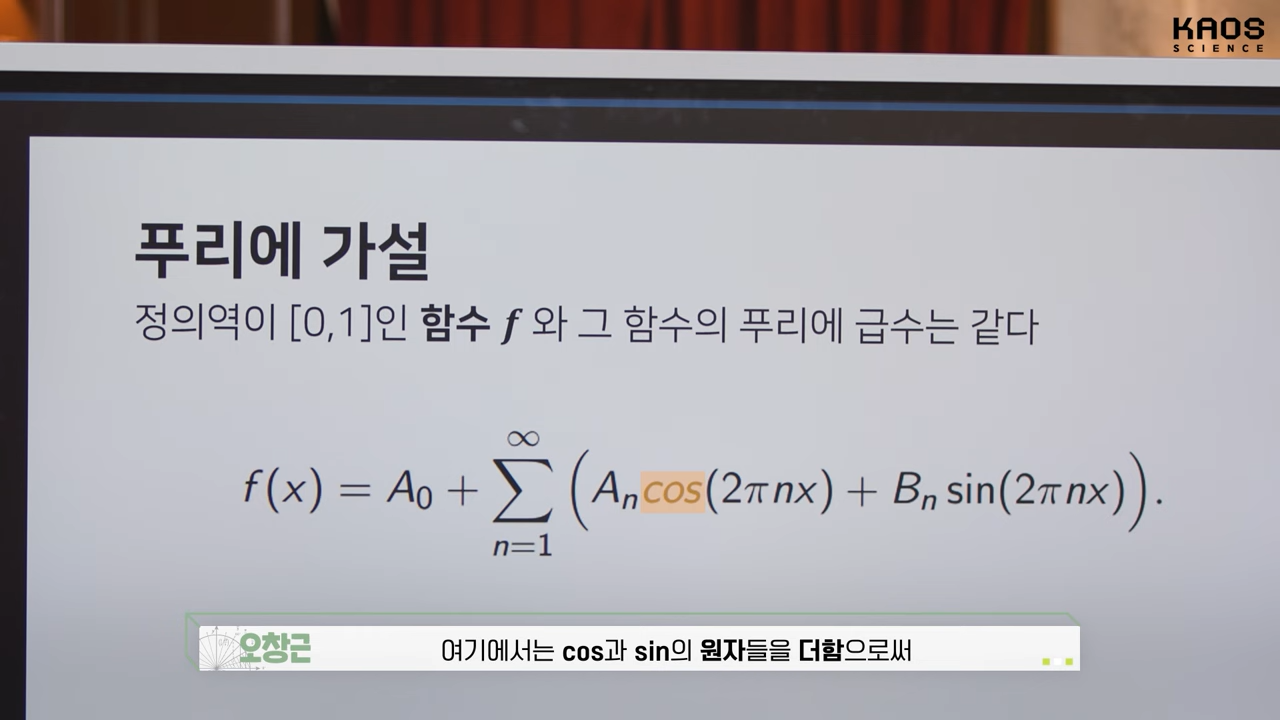 KAOS
SCIENCE
푸리에 가설
정의역이 [0,1]인 함수 f 와 그 함수의 푸리에 급수는 같다
∞
f(x) = A₀ + ∑ (Aₙcos(2πnx) + Bₙ sin(2πnx)).
n=1
오창근 여기에서는 cos과 sin의 원자들을 더함으로써